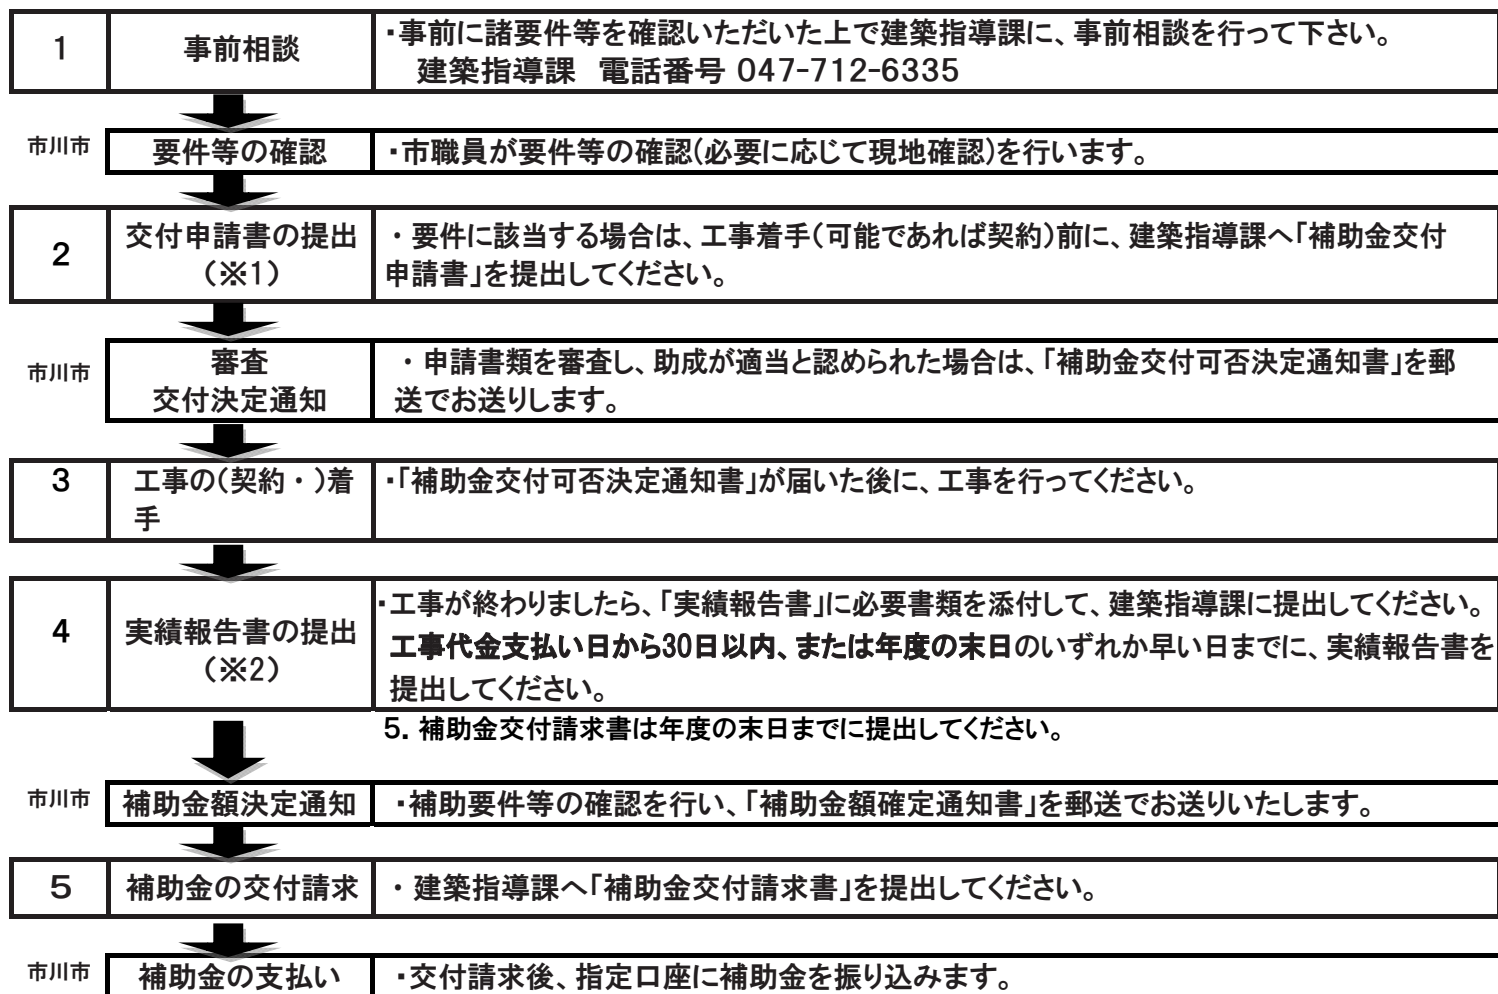 1 事前相談 ・事前に諸要件等を確認いただいた上で建築指導課に、事前相談を行って下さい。
建築指導課 電話番号 047-712-6335
市川市 要件等の確認 ・市職員が要件等の確認(必要に応じて現地確認)を行います。
2 交付申請書の提出 ・要件に該当する場合は、工事着手(可能であれば契約)前に、建築指導課へ「補助金交付
(※1) 申請書」を提出してください。
市川市 審査 ・申請書類を審査し、助成が適当と認められた場合は、「補助金交付可否決定通知書」を郵
交付決定通知 送でお送りします。
3 工事の(契約・)着 ・「補助金交付可否決定通知書」が届いた後に、工事を行ってください。
手
・工事が終わりましたら、「実績報告書」に必要書類を添付して、建築指導課に提出してください。
4 実績報告書の提出 工事代金支払い日から30日以内、または年度の末日のいずれか早い日までに、実績報告書を
(※2) 提出してください。
5. 補助金交付請求書は年度の末日までに提出してください。
市川市 補助金額決定通知 ・補助要件等の確認を行い、「補助金額確定通知書」を郵送でお送りいたします。
5 補助金の交付請求 ・建築指導課へ「補助金交付請求書」を提出してください。
市川市 補助金の支払い ・交付請求後、指定口座に補助金を振り込みます。